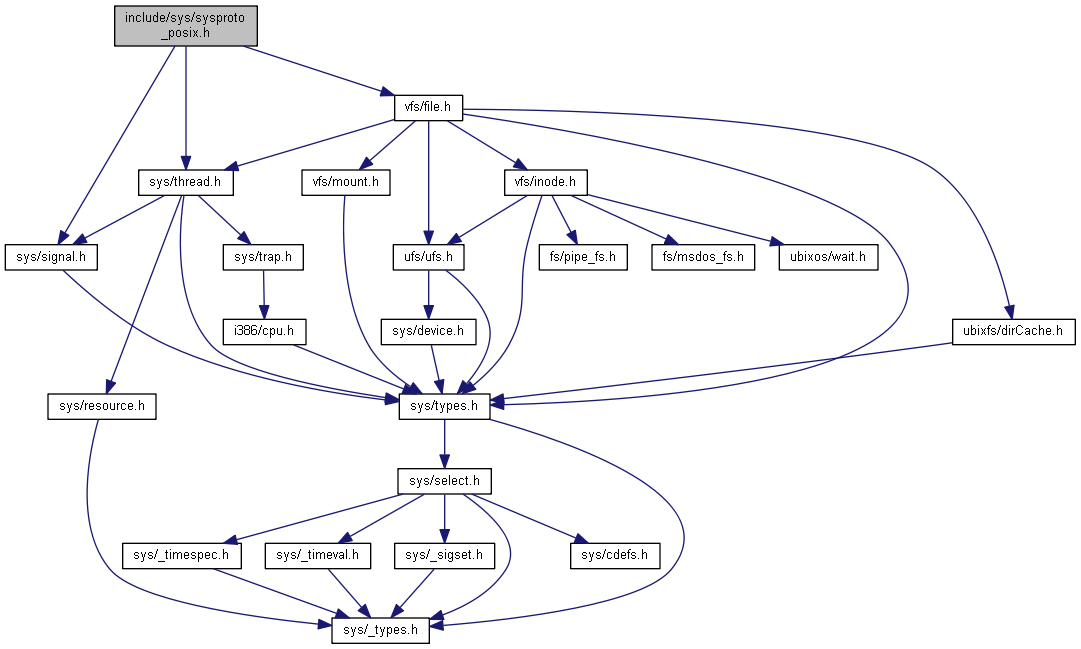 include/sys/sysproto
_posix.h
vfs/file.h
sys/thread.h
vfs/mount.h
vfs/inode.h
sys/signal.h
sys/trap.h
ufs/ufs.h
fs/pipe_fs.h
fs/msdos_fs.h
ubixos/wait.h
i386/cpu.h
sys/device.h
ubixfs/dirCache.h
sys/resource.h
sys/types.h
sys/select.h
sys/_timespec.h
sys/_timeval.h
sys/_sigset.h
sys/cdefs.h
sys/_types.h